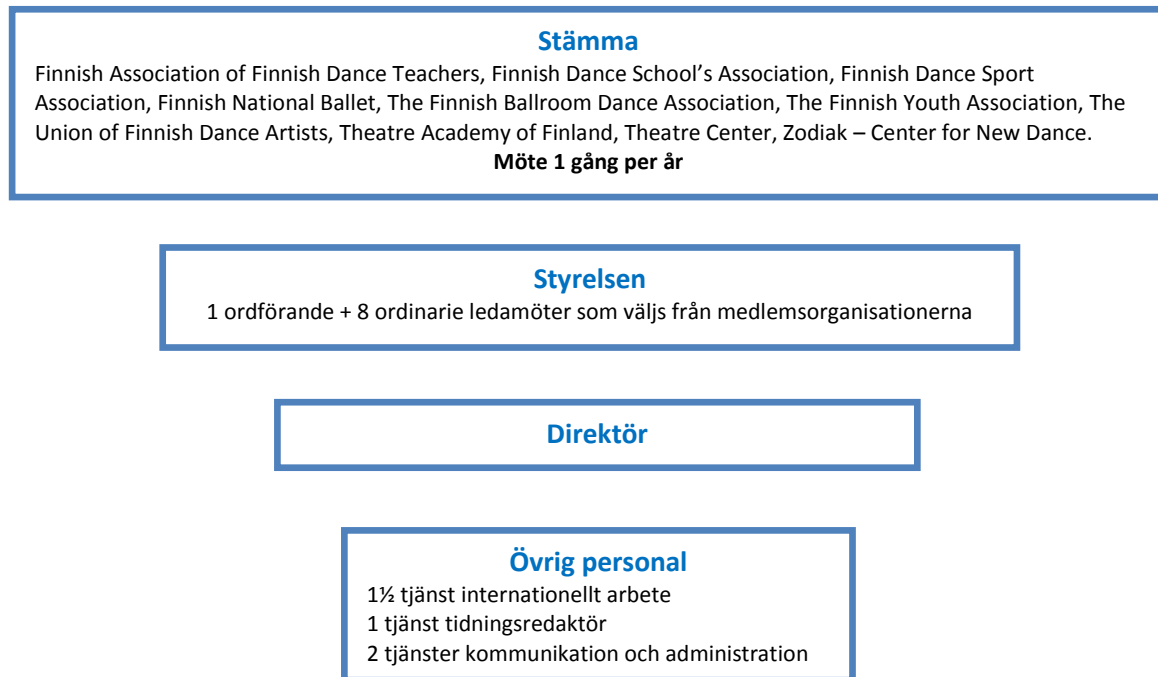 Stämma
Finnish Association of Finnish Dance Teachers, Finnish Dance School's Association, Finnish Dance Sport
Association, Finnish National Ballet, The Finnish Ballroom Dance Association, The Finnish Youth Association, The
Union of Finnish Dance Artists, Theatre Academy of Finland, Theatre Center, Zodiak – Center for New Dance.
Möte 1 gång per år
Styrelsen
1 ordförande + 8 ordinarie ledamöter som väljs från medlemsorganisationerna
Direktör
Övrig personal
1½ tjänst internationellt arbete
1 tjänst tidningsredaktör
2 tjänster kommunikation och administration